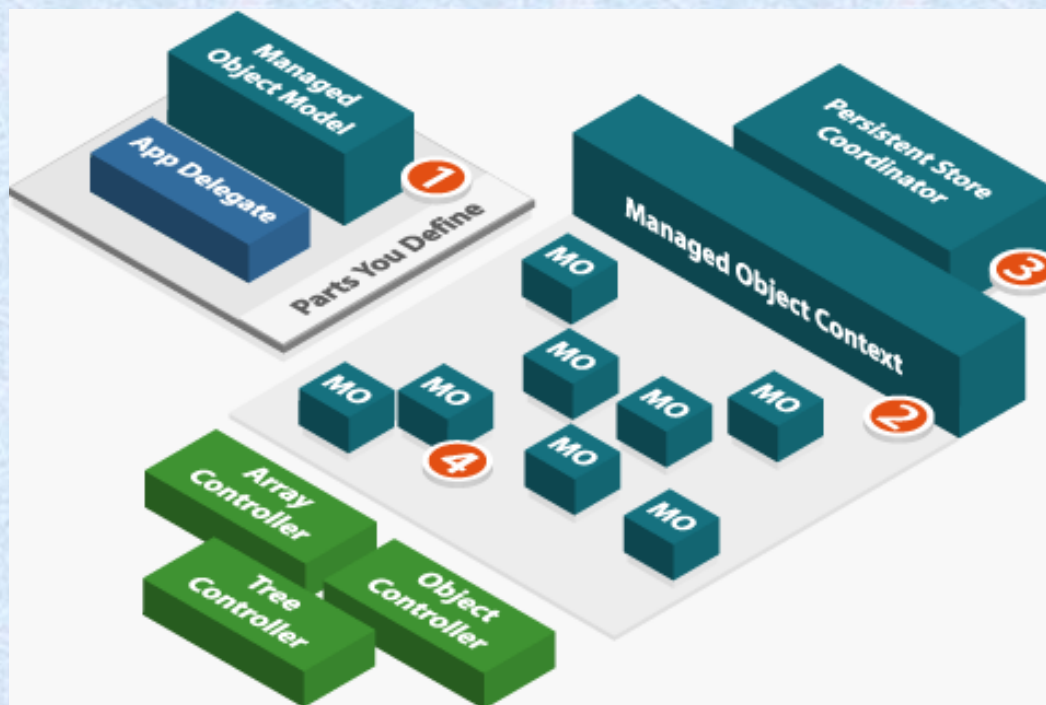 Managed
Object Model
App Delegate
1
Parts You Define
Persistent Store
Coordinator
3
Managed Object Context
2
MO
MO
MO
MO
MO
MO
MO
MO
4
Array
Controller
Tree
Controller
Object
Controller